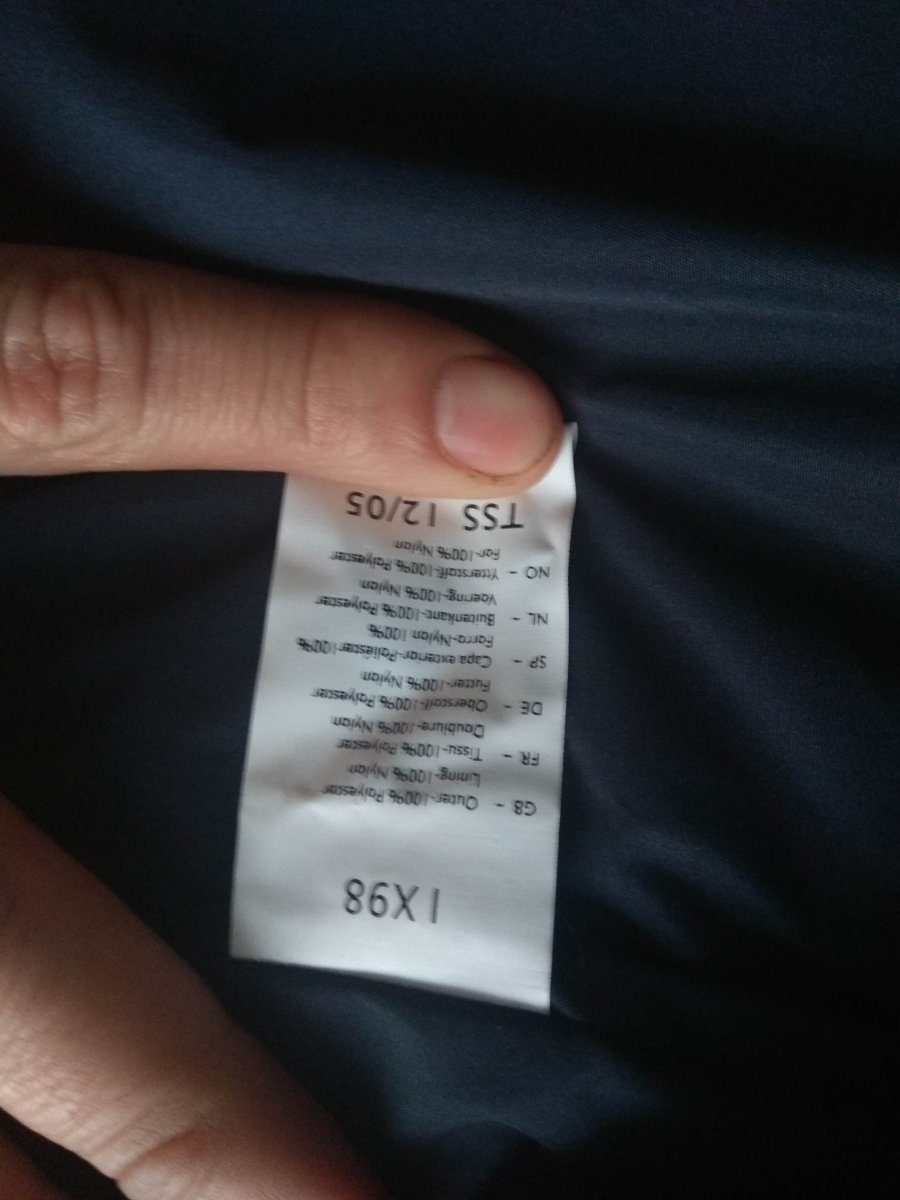 1X98
GB - Outer-100% Polyester
Lining-100% Nylon
FR - Tissu-100% Polyester
Doublure-100% Nylon
DE - Oberstoff-100% Polyester
Futter-100% Nylon
SP - Capa exterior-Poliester-100%
Forro-Nylon 100%
NL - Buitenkant-100% Polyester
Voering-100% Nylon
NO - Ytterstoff-100% Polyester
For-100% Nylon
TSS 12/05